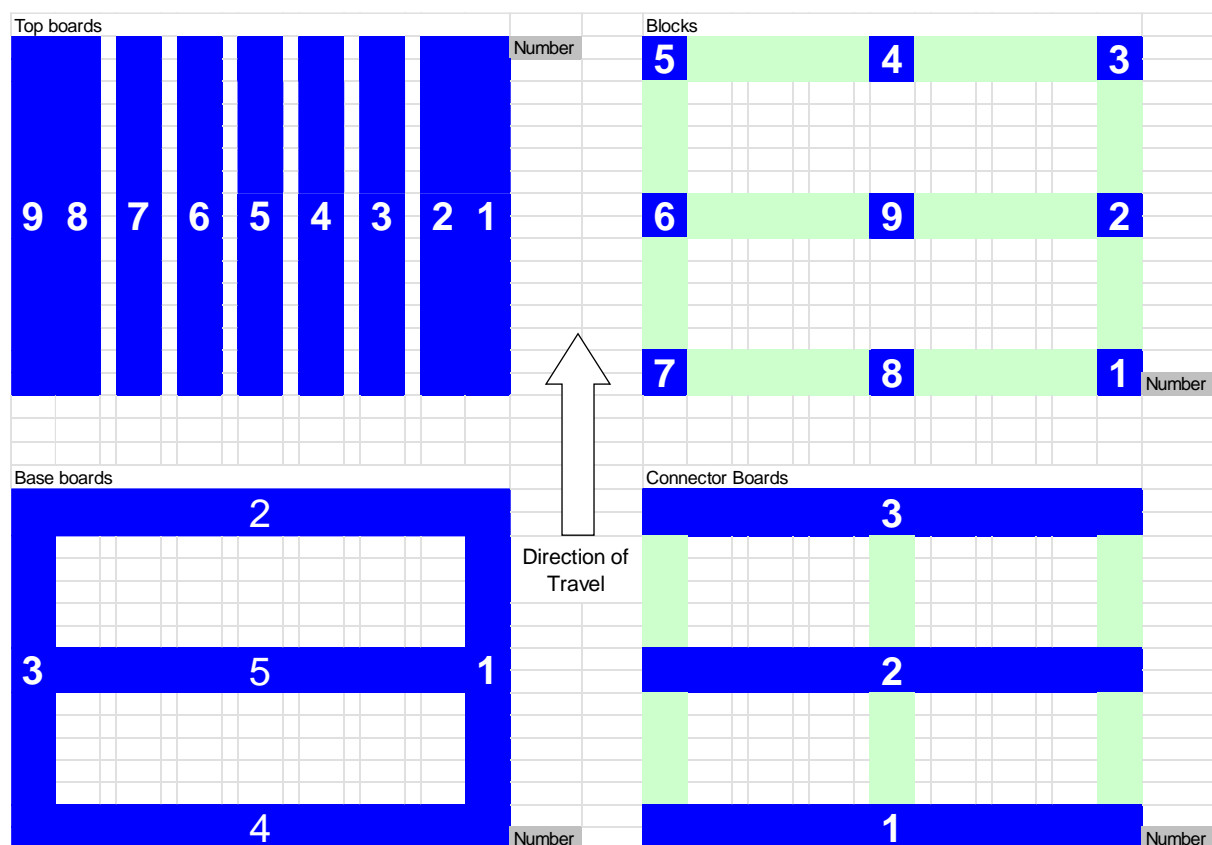 Top boards
Number
9 8 7 6 5 4 3 2 1
Blocks
5 4 3
6 9 2
7 8 1
Number
Direction of
Travel
Base boards
2
3 5 1
4
Number
Connector Boards
3
2
1
Number